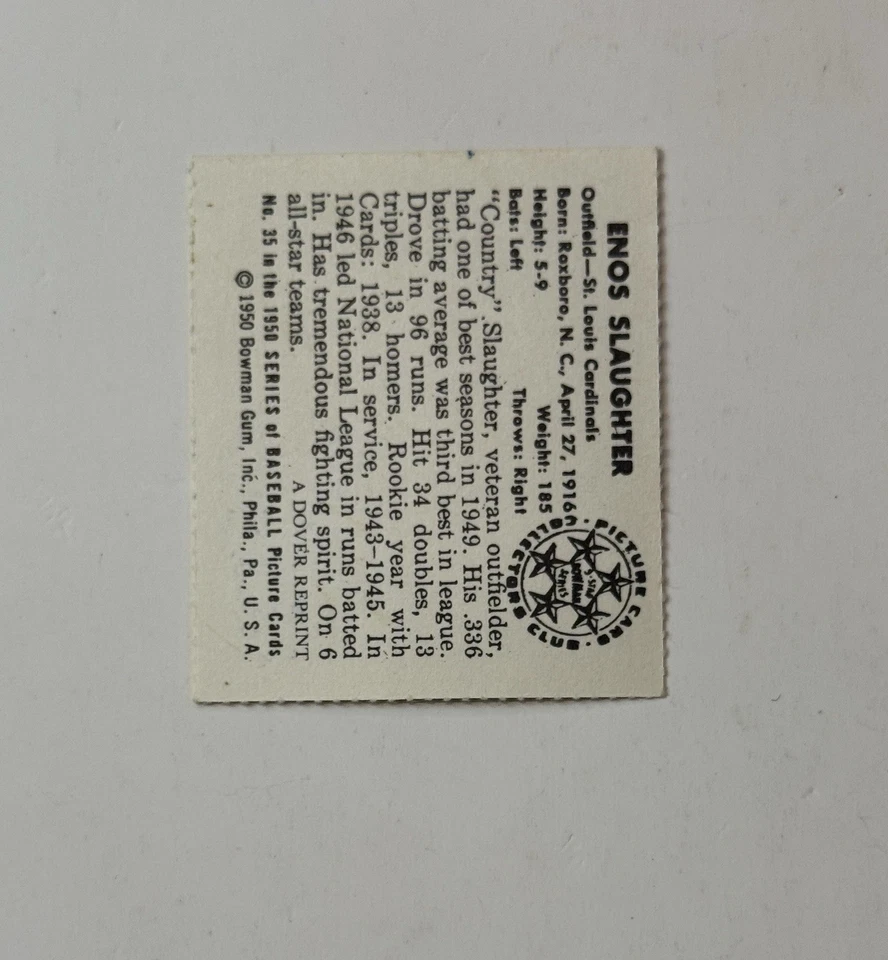 ENOS SLAUGHTER
Outfield—St. Louis Cardinals
Born: Roxboro, N. C., April 27, 1916
Height: 5-9 Weight: 185
Bats: Left Throws: Right
PICTURE CARD
COLLECTORS CLUB
5-STAR
BOWMAN
SERIES
"Country" Slaughter, veteran outfielder,
had one of best seasons in 1949. His .336
batting average was third best in league.
Drove in 96 runs. Hit 34 doubles, 13
triples, 13 homers. Rookie year with
Cards: 1938. In service, 1943–1945. In
1946 led National League in runs batted
in. Has tremendous fighting spirit. On 6
all-star teams. A DOVER REPRINT
No. 35 in the 1950 SERIES of BASEBALL Picture Cards
© 1950 Bowman Gum, Inc., Phila., Pa., U. S. A.